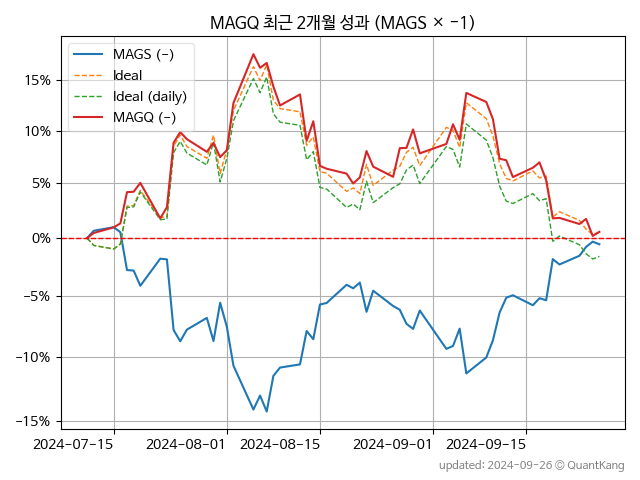 MAGQ 최근 2개월 성과 (MAGS × −1)
MAGS (−)
Ideal
Ideal (daily)
MAGQ (−)
15%
10%
5%
0%
−5%
−10%
−15%
2024−07−15
2024−08−01
2024−08−15
2024−09−01
2024−09−15
updated: 2024−09−26 © QuantKang